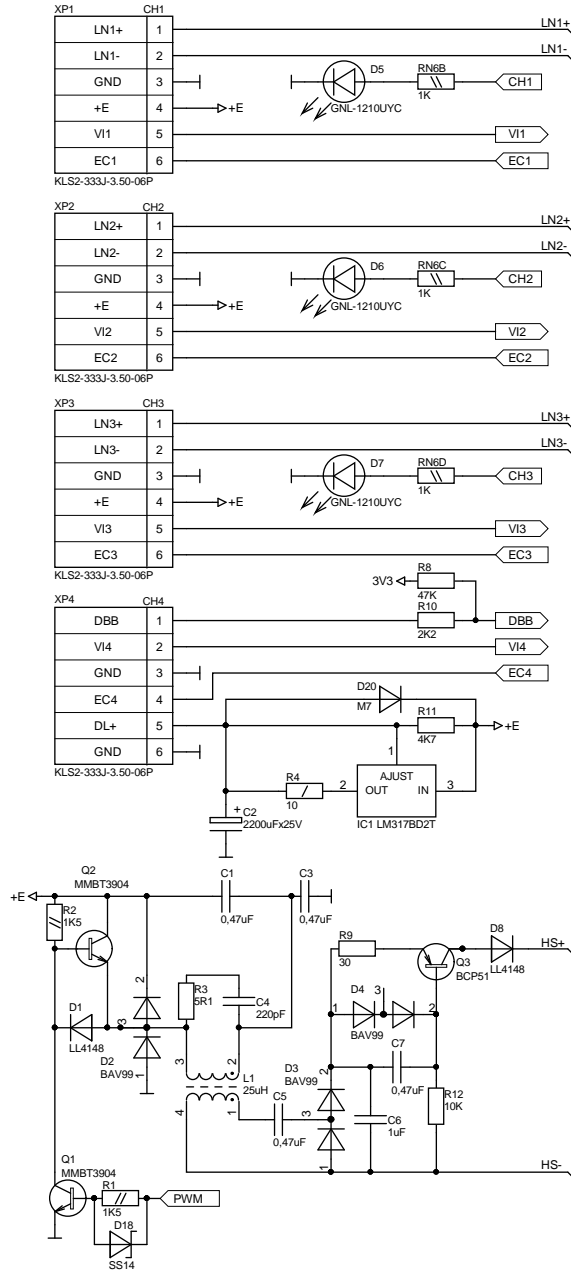 XP1 CH1
LN1+ 1 LN1+
LN1- 2 LN1-
GND 3 D5 RN6B CH1
GNL-1210UYC 1K
+E 4 +E
VI1 5 VI1
EC1 6 EC1
KLS2-333J-3.50-06P
XP2 CH2
LN2+ 1 LN2+
LN2- 2 LN2-
GND 3 D6 RN6C CH2
GNL-1210UYC 1K
+E 4 +E
VI2 5 VI2
EC2 6 EC2
KLS2-333J-3.50-06P
XP3 CH3
LN3+ 1 LN3+
LN3- 2 LN3-
GND 3 D7 RN6D CH3
GNL-1210UYC 1K
+E 4 +E
VI3 5 VI3
EC3 6 EC3
KLS2-333J-3.50-06P
R8
3V3 47K
XP4 CH4 R10
DBB 1 DBB
2K2
VI4 2 VI4
GND 3 EC4
EC4 4 D20
M7
DL+ 5 R11 +E
4K7
GND 6 1
KLS2-333J-3.50-06P
R4 2 AJUST 3
10 OUT IN
IC1 LM317BD2T
+ C2
2200uFx25V
Q2 C1 C3
MMBT3904
+E 0,47uF 0,47uF
R2
1K5
R9 D8 HS+
30 Q3 LL4148
BCP51
2 R3 C4
5R1 220pF
D4 3
1 2
BAV99
D1 3
LL4148
D2 1
BAV99
3 2
L1
25uH
4 1
D3 2 C7
BAV99 0,47uF
C5 3 C6 R12
0,47uF 1uF 10K
1 HS-
Q1
MMBT3904
R1 PWM
1K5
D18
SS14